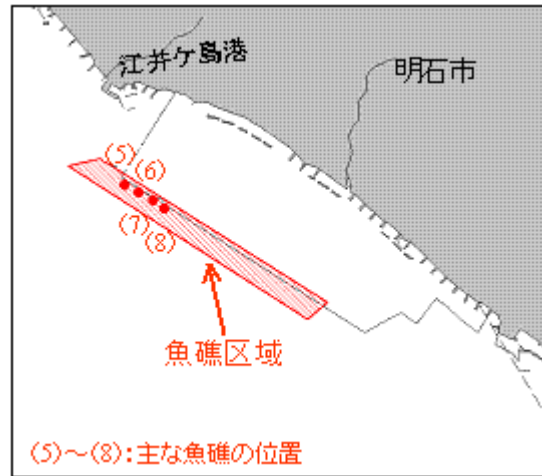 江井ケ島港
明石市
(5)(6)
(7)(8)
魚礁区域
(5)～(8):主な魚礁の位置